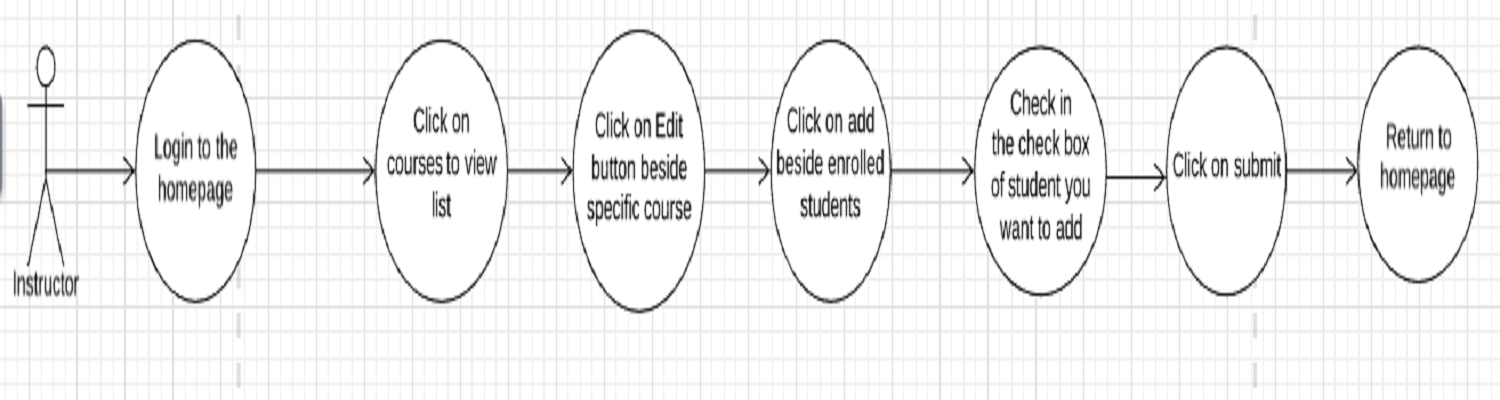 Instructor
Login to the
homepage
Click on
courses to view
list
Click on Edit
button beside
specific course
Click on add
beside enrolled
students
Check in
the check box
of student you
want to add
Click on submit
Return to
homepage